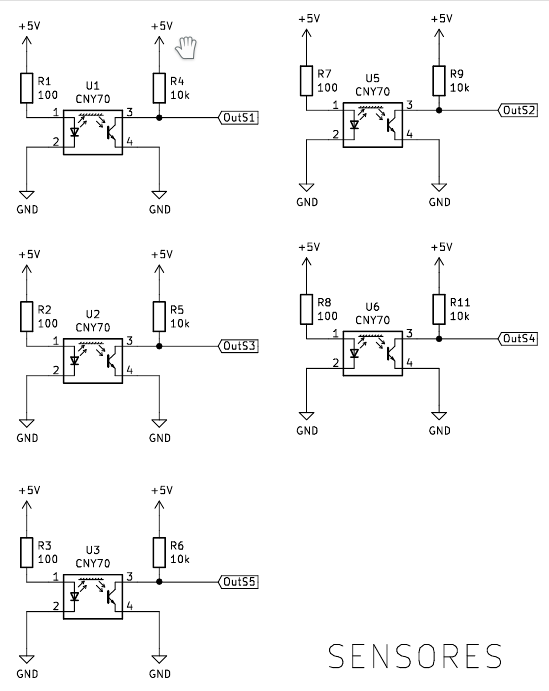 +5V
+5V
R1
100
U1
CNY70
R4
10k
1
3
OutS1
2
4
GND
GND
+5V
+5V
R7
100
U5
CNY70
R9
10k
1
3
OutS2
2
4
GND
GND
+5V
+5V
R2
100
U2
CNY70
R5
10k
1
3
OutS3
2
4
GND
GND
+5V
+5V
R8
100
U6
CNY70
R11
10k
1
3
OutS4
2
4
GND
GND
+5V
+5V
R3
100
U3
CNY70
R6
10k
1
3
OutS5
2
4
GND
GND
SENSORES